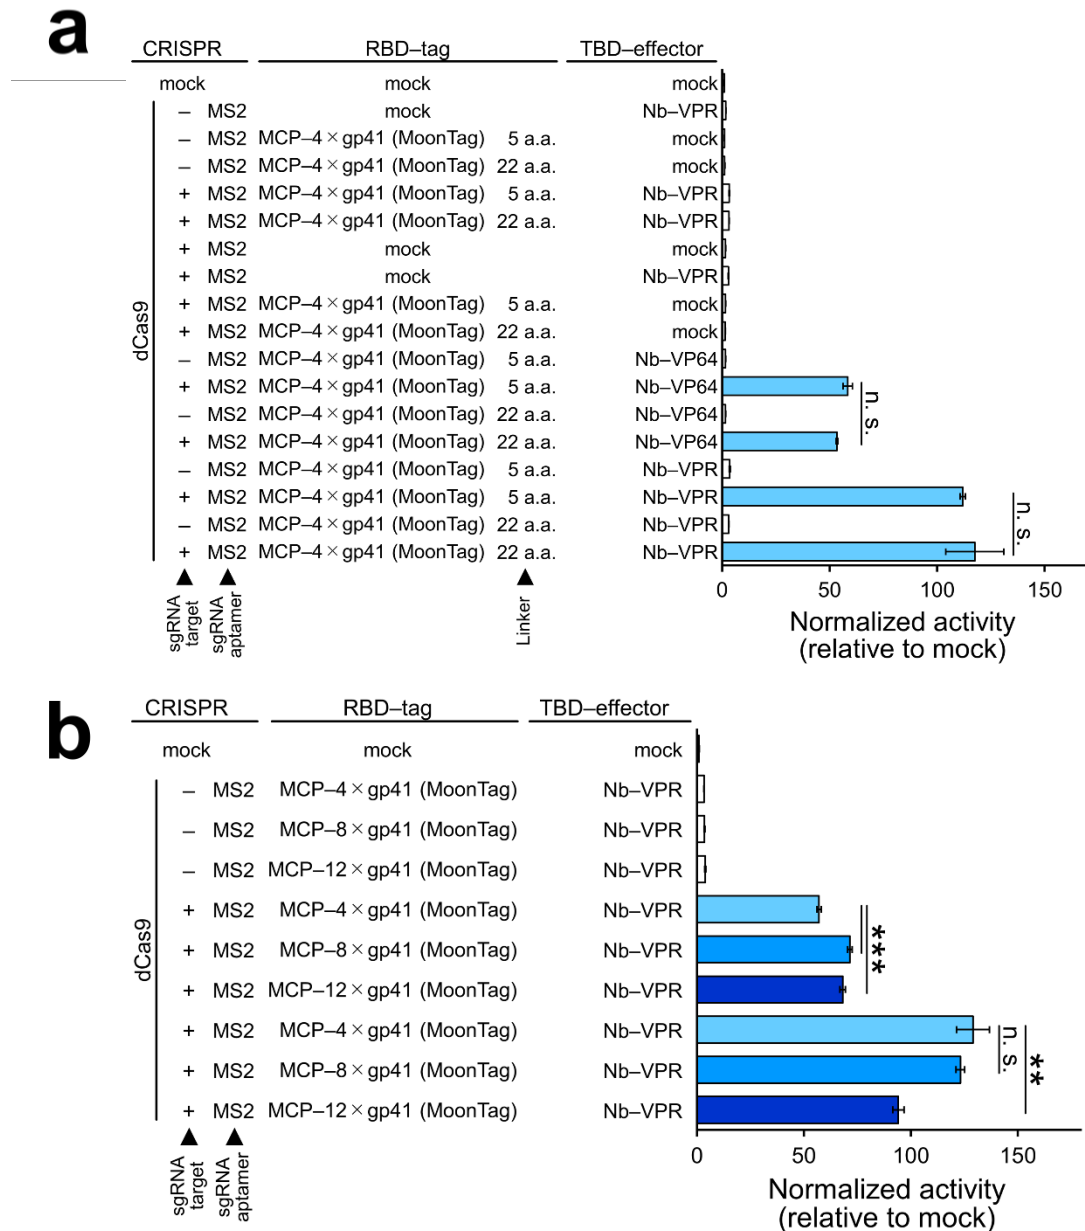 a
CRISPR RBD–tag TBD–effector
mock mock mock
– MS2 mock Nb–VPR
– MS2 MCP–4×gp41 (MoonTag) 5 a.a. mock
– MS2 MCP–4×gp41 (MoonTag) 22 a.a. mock
+ MS2 MCP–4×gp41 (MoonTag) 5 a.a. Nb–VPR
+ MS2 MCP–4×gp41 (MoonTag) 22 a.a. Nb–VPR
+ MS2 mock mock
+ MS2 mock Nb–VPR
+ MS2 MCP–4×gp41 (MoonTag) 5 a.a. mock
+ MS2 MCP–4×gp41 (MoonTag) 22 a.a. mock
– MS2 MCP–4×gp41 (MoonTag) 5 a.a. Nb–VP64
+ MS2 MCP–4×gp41 (MoonTag) 5 a.a. Nb–VP64
– MS2 MCP–4×gp41 (MoonTag) 22 a.a. Nb–VP64
+ MS2 MCP–4×gp41 (MoonTag) 22 a.a. Nb–VP64
– MS2 MCP–4×gp41 (MoonTag) 5 a.a. Nb–VPR
+ MS2 MCP–4×gp41 (MoonTag) 5 a.a. Nb–VPR
– MS2 MCP–4×gp41 (MoonTag) 22 a.a. Nb–VPR
+ MS2 MCP–4×gp41 (MoonTag) 22 a.a. Nb–VPR
dCas9
n. s.
n. s.
sgRNA
target
sgRNA
aptamer
Linker
0 50 100 150
Normalized activity
(relative to mock)
b
CRISPR RBD–tag TBD–effector
mock mock mock
– MS2 MCP–4×gp41 (MoonTag) Nb–VPR
– MS2 MCP–8×gp41 (MoonTag) Nb–VPR
– MS2 MCP–12×gp41 (MoonTag) Nb–VPR
+ MS2 MCP–4×gp41 (MoonTag) Nb–VPR
+ MS2 MCP–8×gp41 (MoonTag) Nb–VPR
+ MS2 MCP–12×gp41 (MoonTag) Nb–VPR
+ MS2 MCP–4×gp41 (MoonTag) Nb–VPR
+ MS2 MCP–8×gp41 (MoonTag) Nb–VPR
+ MS2 MCP–12×gp41 (MoonTag) Nb–VPR
dCas9
***
n. s.
**
sgRNA
target
sgRNA
aptamer
0 50 100 150
Normalized activity
(relative to mock)